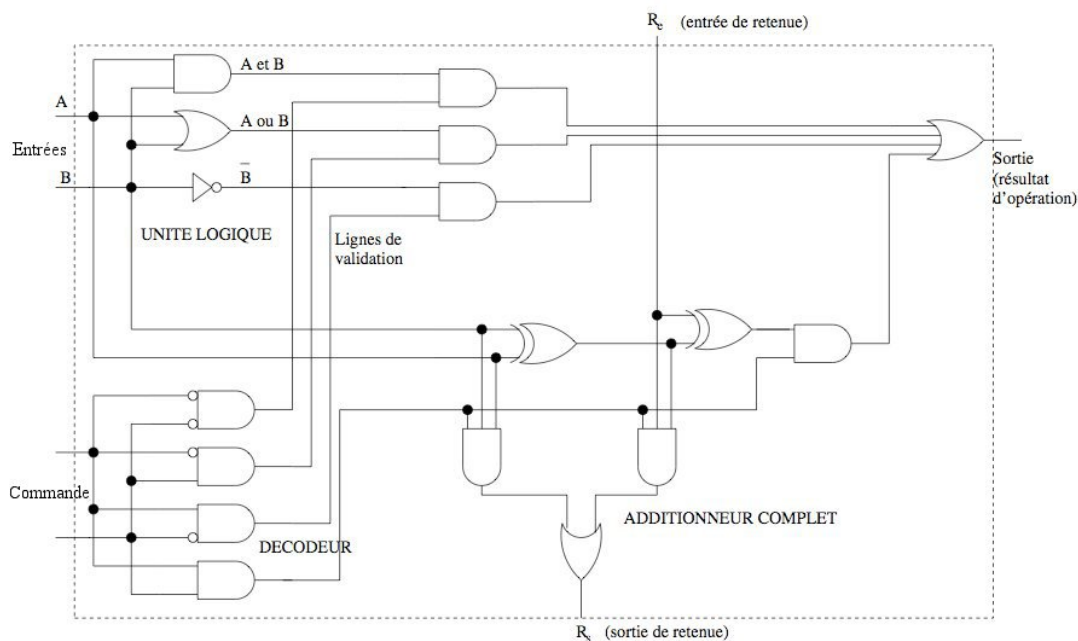 Rₑ (entrée de retenue)
A et B
A
A ou B
Entrées
B
B̅
UNITE LOGIQUE
Lignes de
validation
Sortie
(résultat
d'opération)
Commande
DECODEUR
ADDITIONNEUR COMPLET
Rₛ (sortie de retenue)